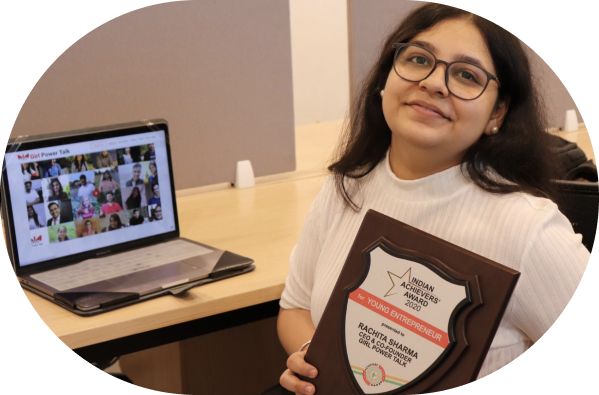 Girl Power Talk
INDIAN
ACHIEVERS'
AWARD
2020
for YOUNG ENTREPRENEUR
presented to
RACHITA SHARMA
CEO & CO-FOUNDER
GIRL POWER TALK